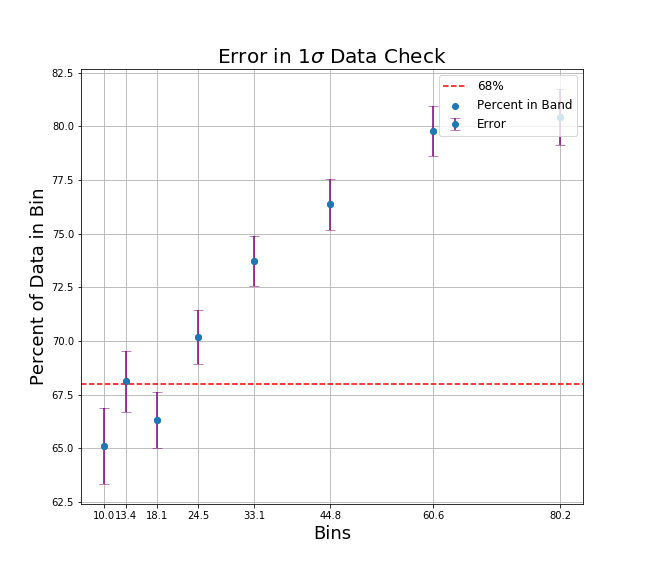 Error in 1σ Data Check
82.5
80.0
77.5
75.0
72.5
70.0
67.5
65.0
62.5
Percent of Data in Bin
68%
Percent in Band
Error
10.0 13.4 18.1 24.5 33.1 44.8 60.6 80.2
Bins